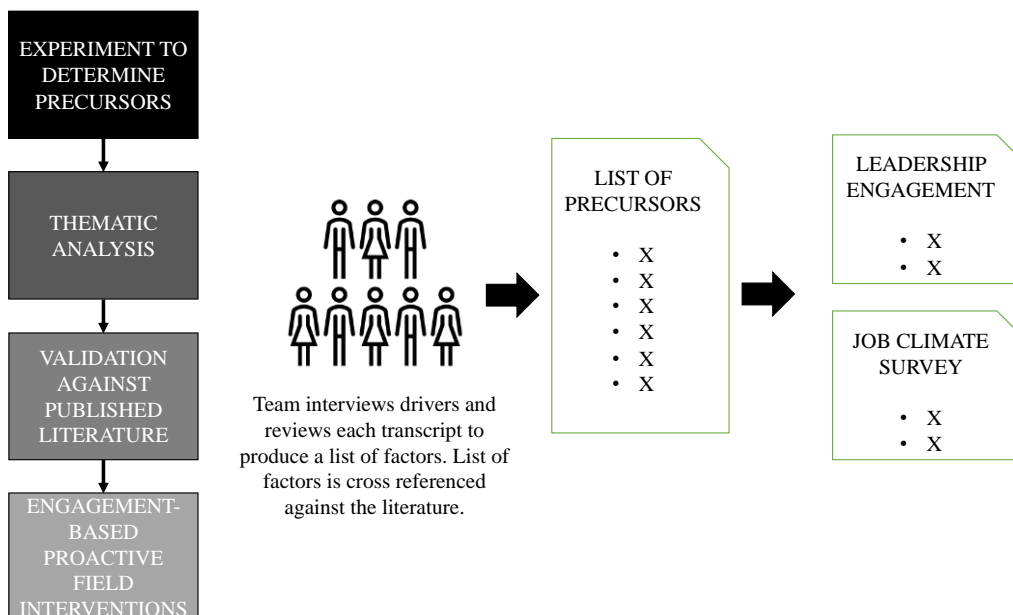 EXPERIMENT TO
DETERMINE
PRECURSORS
THEMATIC
ANALYSIS
VALIDATION
AGAINST
PUBLISHED
LITERATURE
ENGAGEMENT-
BASED
PROACTIVE
FIELD
INTERVENTIONS
Team interviews drivers and
reviews each transcript to
produce a list of factors. List of
factors is cross referenced
against the literature.
LIST OF
PRECURSORS
• X
• X
• X
• X
• X
• X
LEADERSHIP
ENGAGEMENT
• X
• X
JOB CLIMATE
SURVEY
• X
• X